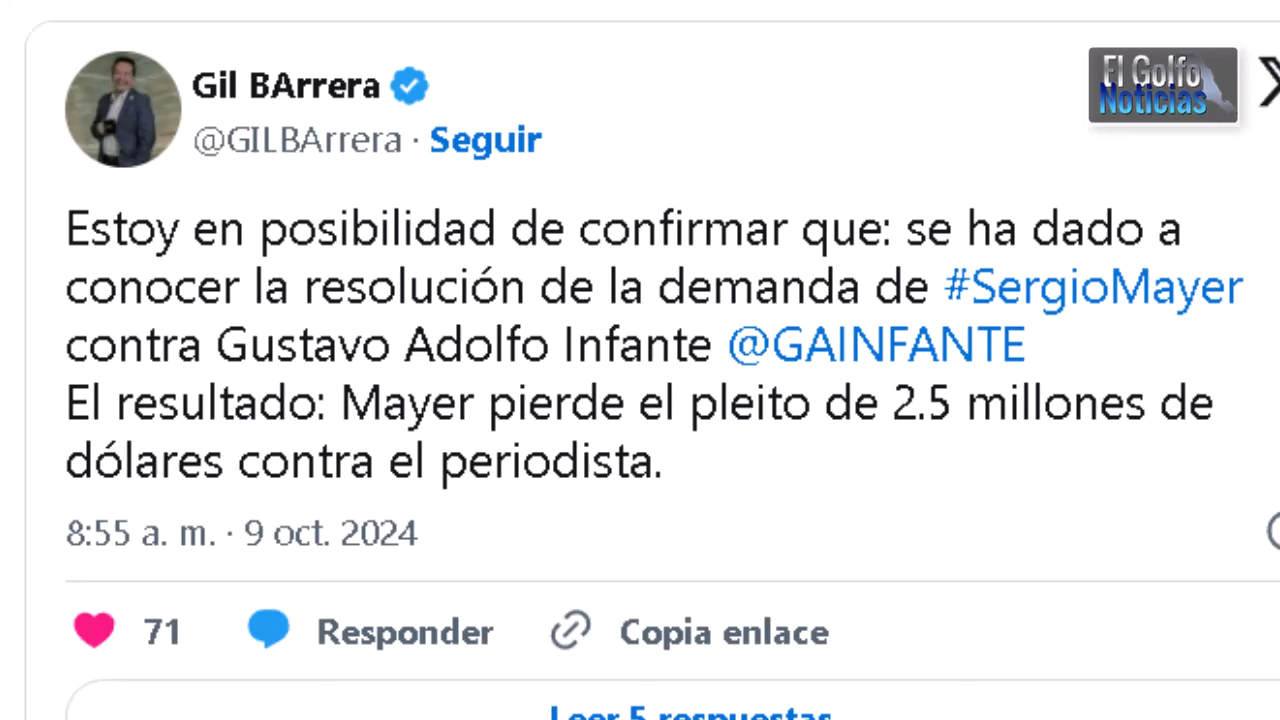 Gil BArrera
El Golfo
Noticias
@GILBArrera · Seguir
Estoy en posibilidad de confirmar que: se ha dado a
conocer la resolución de la demanda de #SergioMayer
contra Gustavo Adolfo Infante @GAINFANTE
El resultado: Mayer pierde el pleito de 2.5 millones de
dólares contra el periodista.
8:55 a. m. · 9 oct. 2024
71 Responder Copia enlace
Leer 5 respuestas